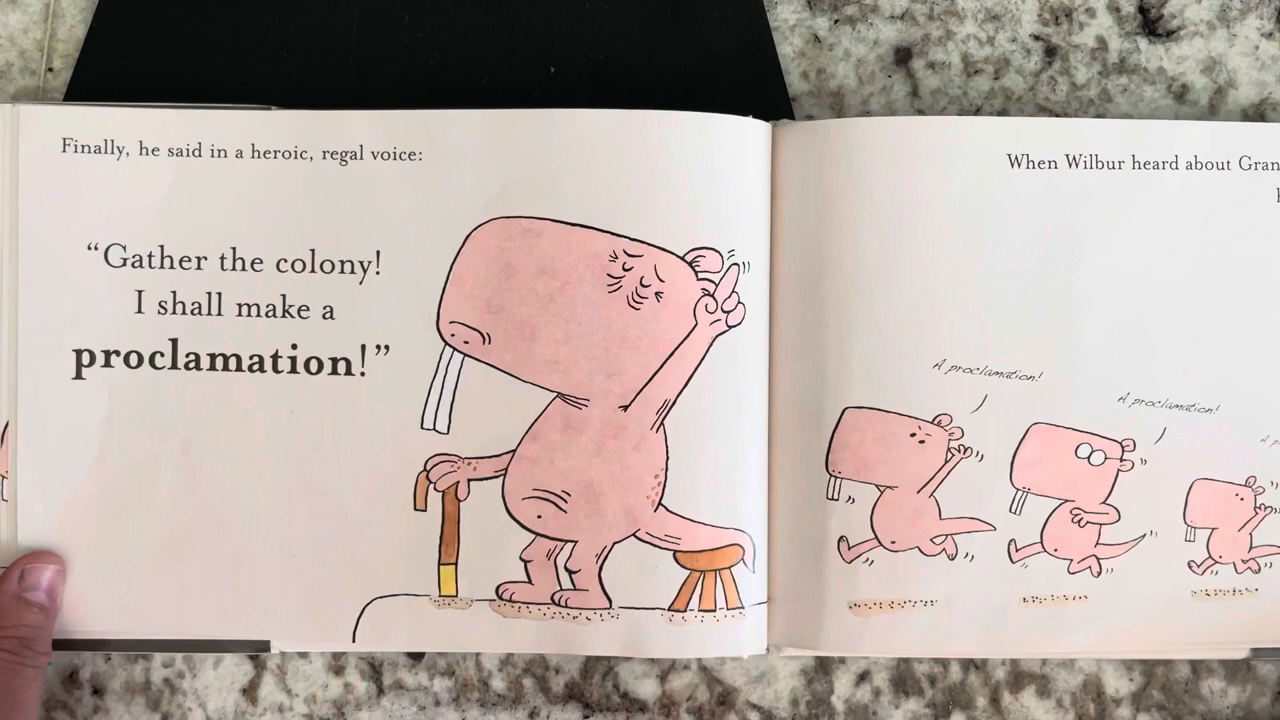 Finally, he said in a heroic, regal voice:
“Gather the colony!
I shall make a
proclamation!”
When Wilbur heard about
A proclamation!
A proclamation!